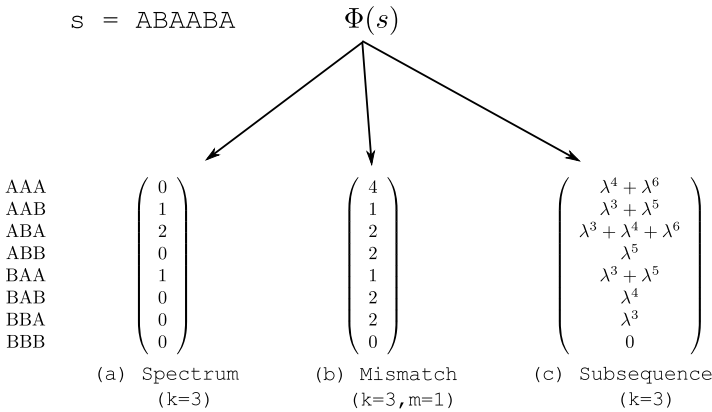 s = ABAABA Φ(s)
AAA 0 4 λ⁴ + λ⁶
AAB 1 1 λ³ + λ⁵
ABA 2 2 λ³ + λ⁴ + λ⁶
ABB 0 2 λ⁵
BAA 1 1 λ³ + λ⁵
BAB 0 2 λ⁴
BBA 0 2 λ³
BBB 0 0 0
(a) Spectrum (b) Mismatch (c) Subsequence
(k=3) (k=3,m=1) (k=3)